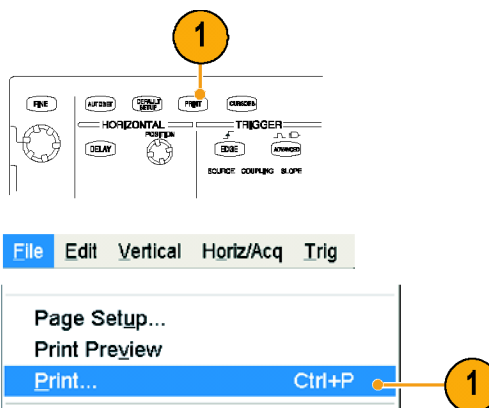 1
FINE AUTOSET DEFAULT SETUP PRINT CURSORS
HORIZONTAL TRIGGER
POSITION
DELAY EDGE ADVANCED
SOURCE COUPLING SLOPE
File Edit Vertical Horiz/Acq Trig
Page Setup...
Print Preview
Print... Ctrl+P 1